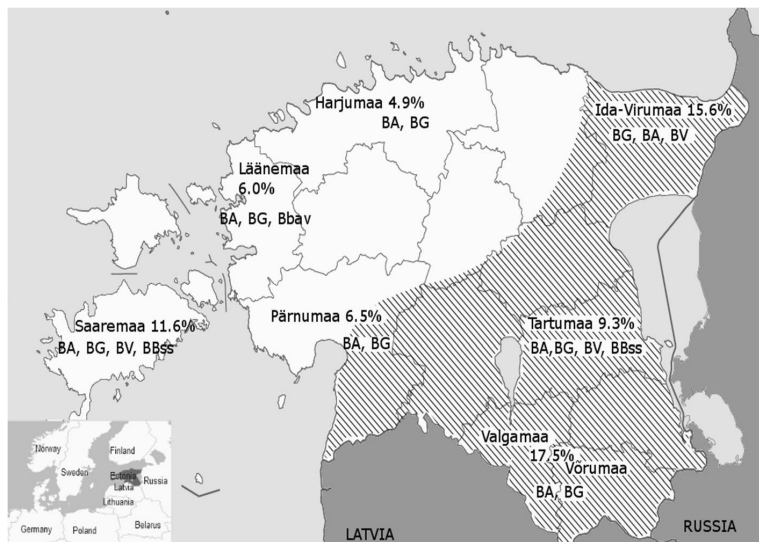 Harjumaa 4.9%
BA, BG
Ida-Virumaa 15.6%
BG, BA, BV
Läänemaa
6.0%
BA, BG, Bbav
Saaremaa 11.6%
BA, BG, BV, BBss
Pärnumaa 6.5%
BA, BG
Tartumaa 9.3%
BA,BG, BV, BBss
Valgamaa
17.5%
Võrumaa
BA, BG
LATVIA
RUSSIA
Norway
Finland
Sweden
Estonia
Russia
Latvia
Lithuania
Germany
Poland
Belarus